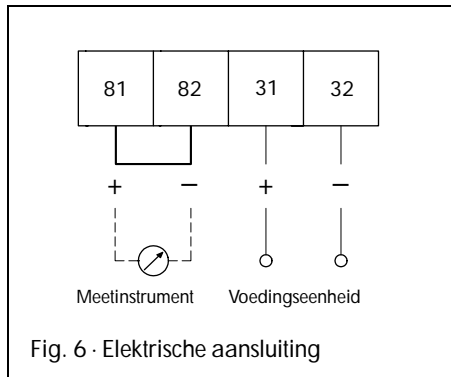 81 82 31 32
+ − + −
Meetinstrument Voedingseenheid
Fig. 6 · Elektrische aansluiting